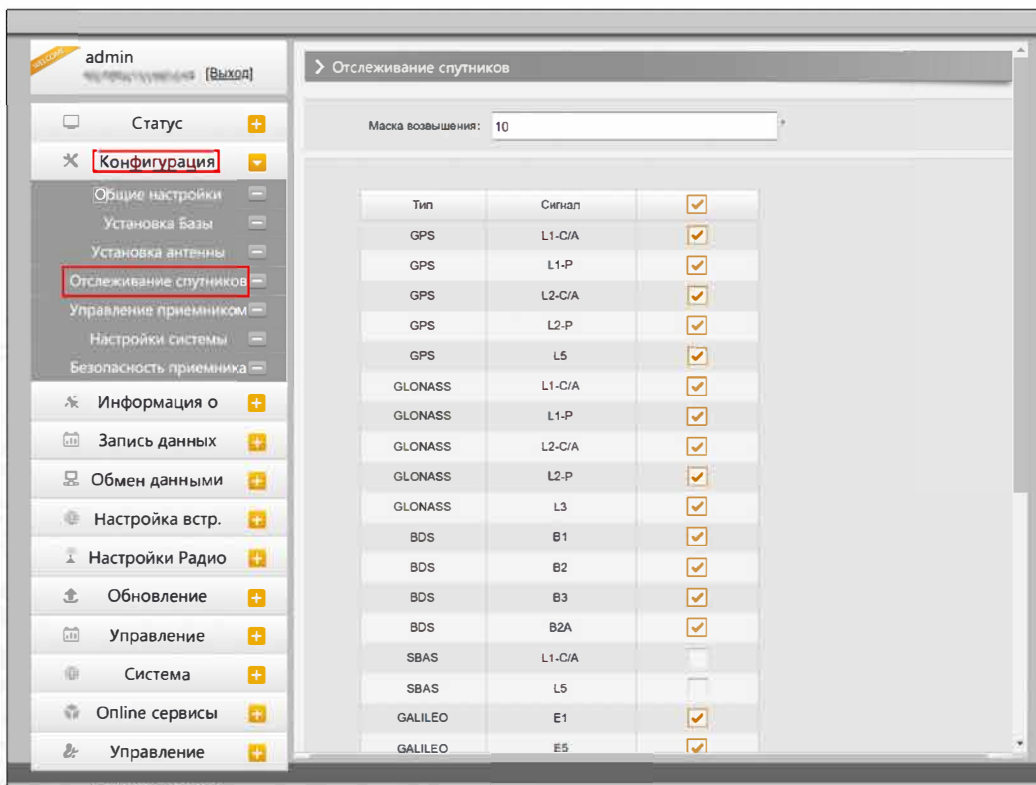 WELCOME
admin
[Выход]
Статус
Конфигурация
Общие настройки
Установка Базы
Установка антенны
Отслеживание спутников
Управление приемником
Настройки системы
Безопасность приемника
Информация о
Запись данных
Обмен данными
Настройка встр.
Настройки Радио
Обновление
Управление
Система
Online сервисы
Управление
Отслеживание спутников
Маска возвышения: 10 °
Тип Сигнал
GPS L1-C/A
GPS L1-P
GPS L2-C/A
GPS L2-P
GPS L5
GLONASS L1-C/A
GLONASS L1-P
GLONASS L2-C/A
GLONASS L2-P
GLONASS L3
BDS B1
BDS B2
BDS B3
BDS B2A
SBAS L1-C/A
SBAS L5
GALILEO E1
GALILEO E5